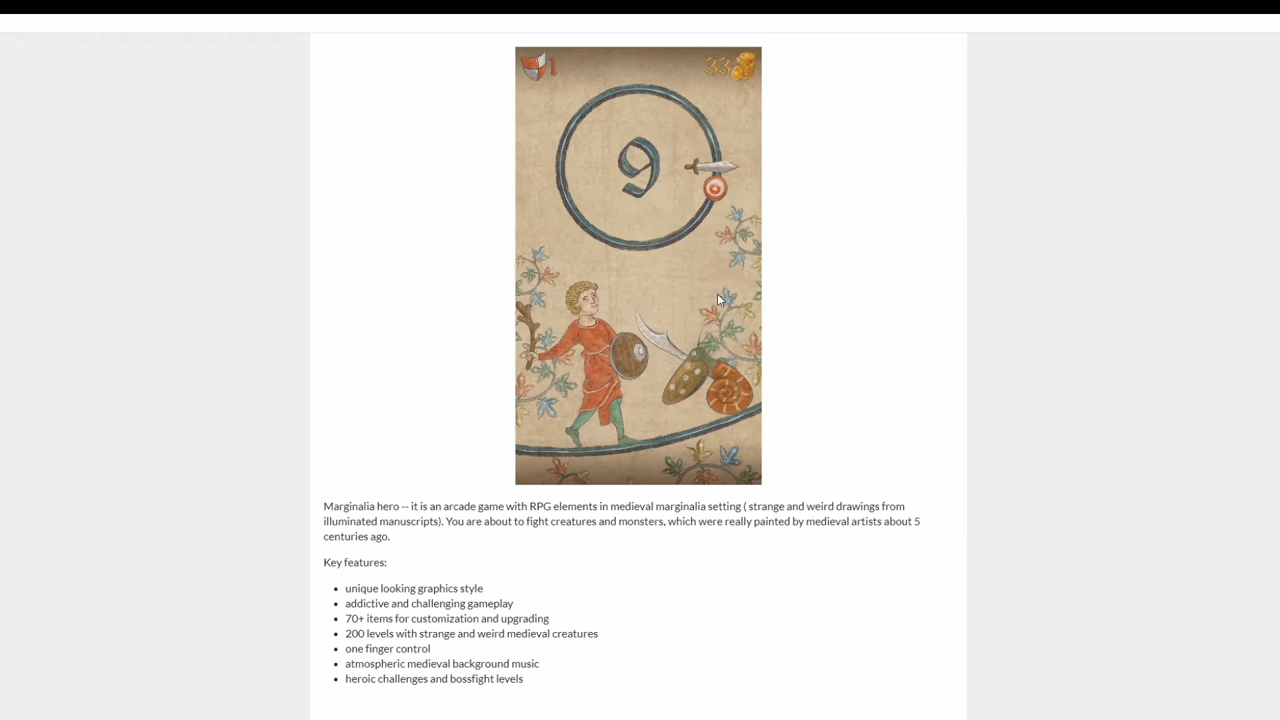 1 33
9
Marginalia hero -- it is an arcade game with RPG elements in medieval marginalia setting ( strange and weird drawings from
illuminated manuscripts). You are about to fight creatures and monsters, which were really painted by medieval artists about 5
centuries ago.
Key features:
• unique looking graphics style
• addictive and challenging gameplay
• 70+ items for customization and upgrading
• 200 levels with strange and weird medieval creatures
• one finger control
• atmospheric medieval background music
• heroic challenges and bossfight levels